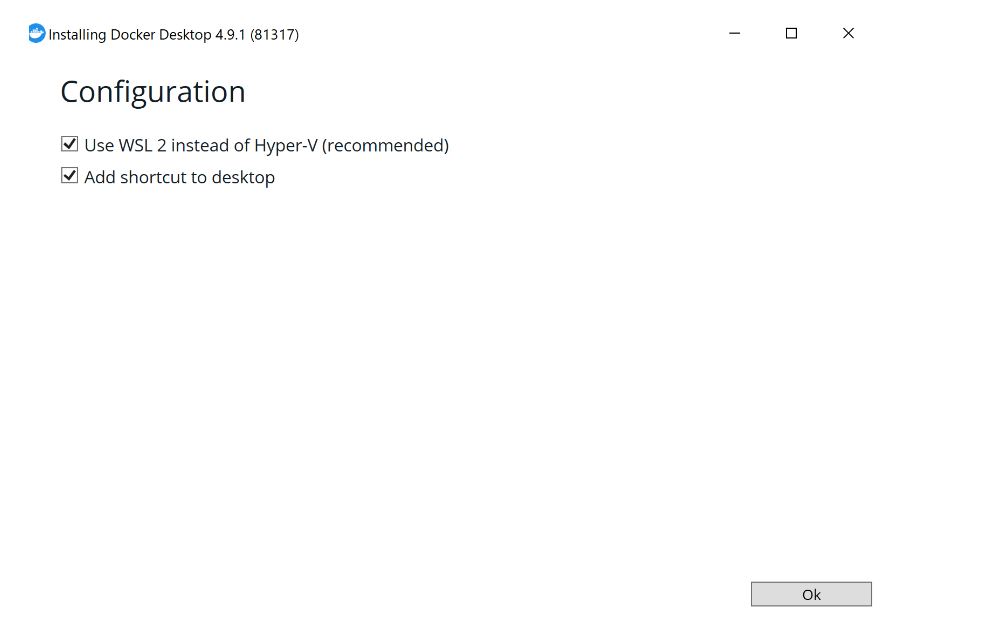 Installing Docker Desktop 4.9.1 (81317)
Configuration
Use WSL 2 instead of Hyper-V (recommended)
Add shortcut to desktop
Ok